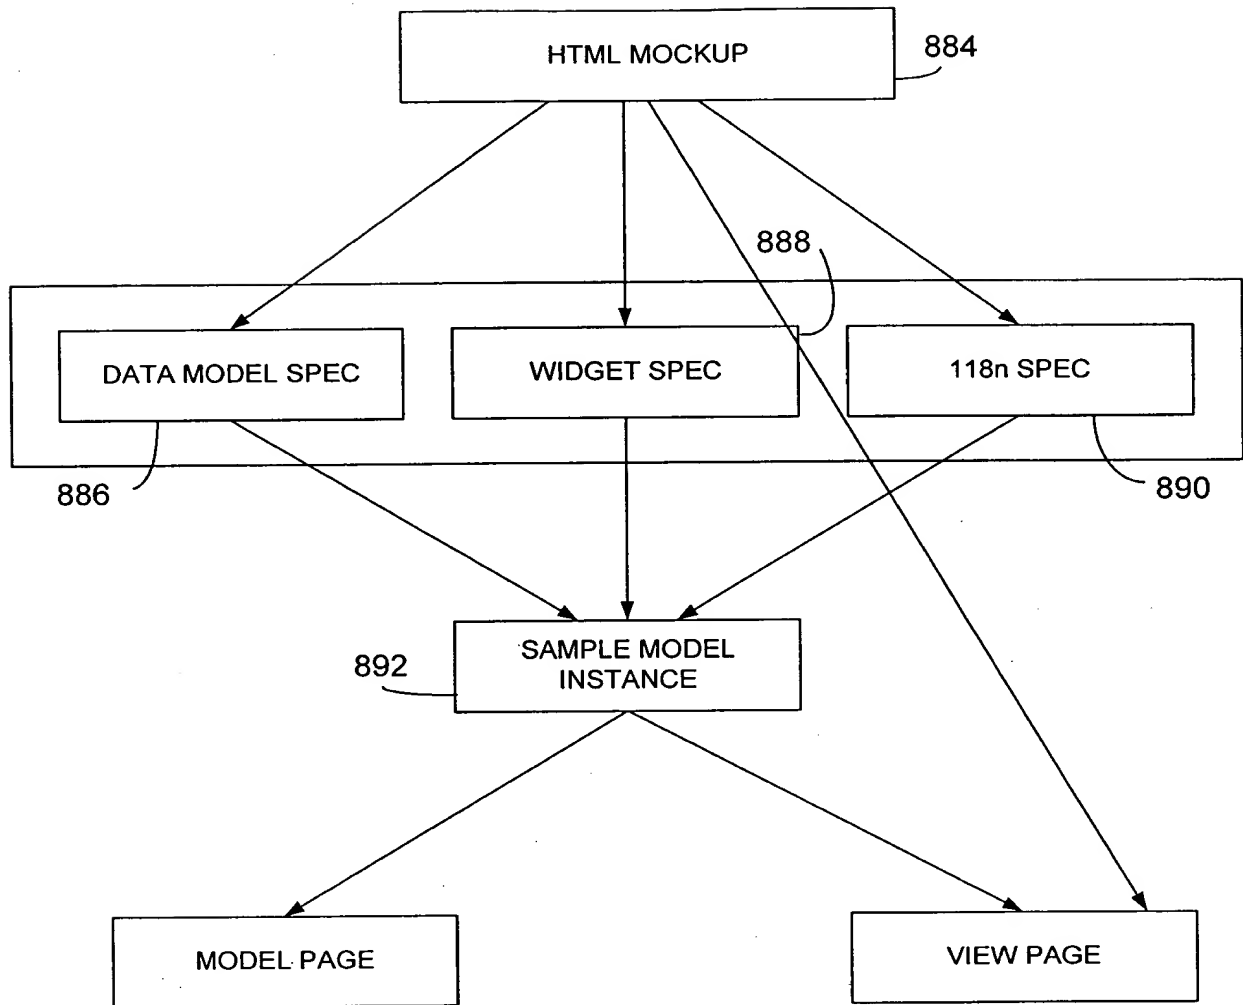 HTML MOCKUP
884
888
DATA MODEL SPEC
WIDGET SPEC
118n SPEC
886
890
892
SAMPLE MODEL
INSTANCE
MODEL PAGE
VIEW PAGE